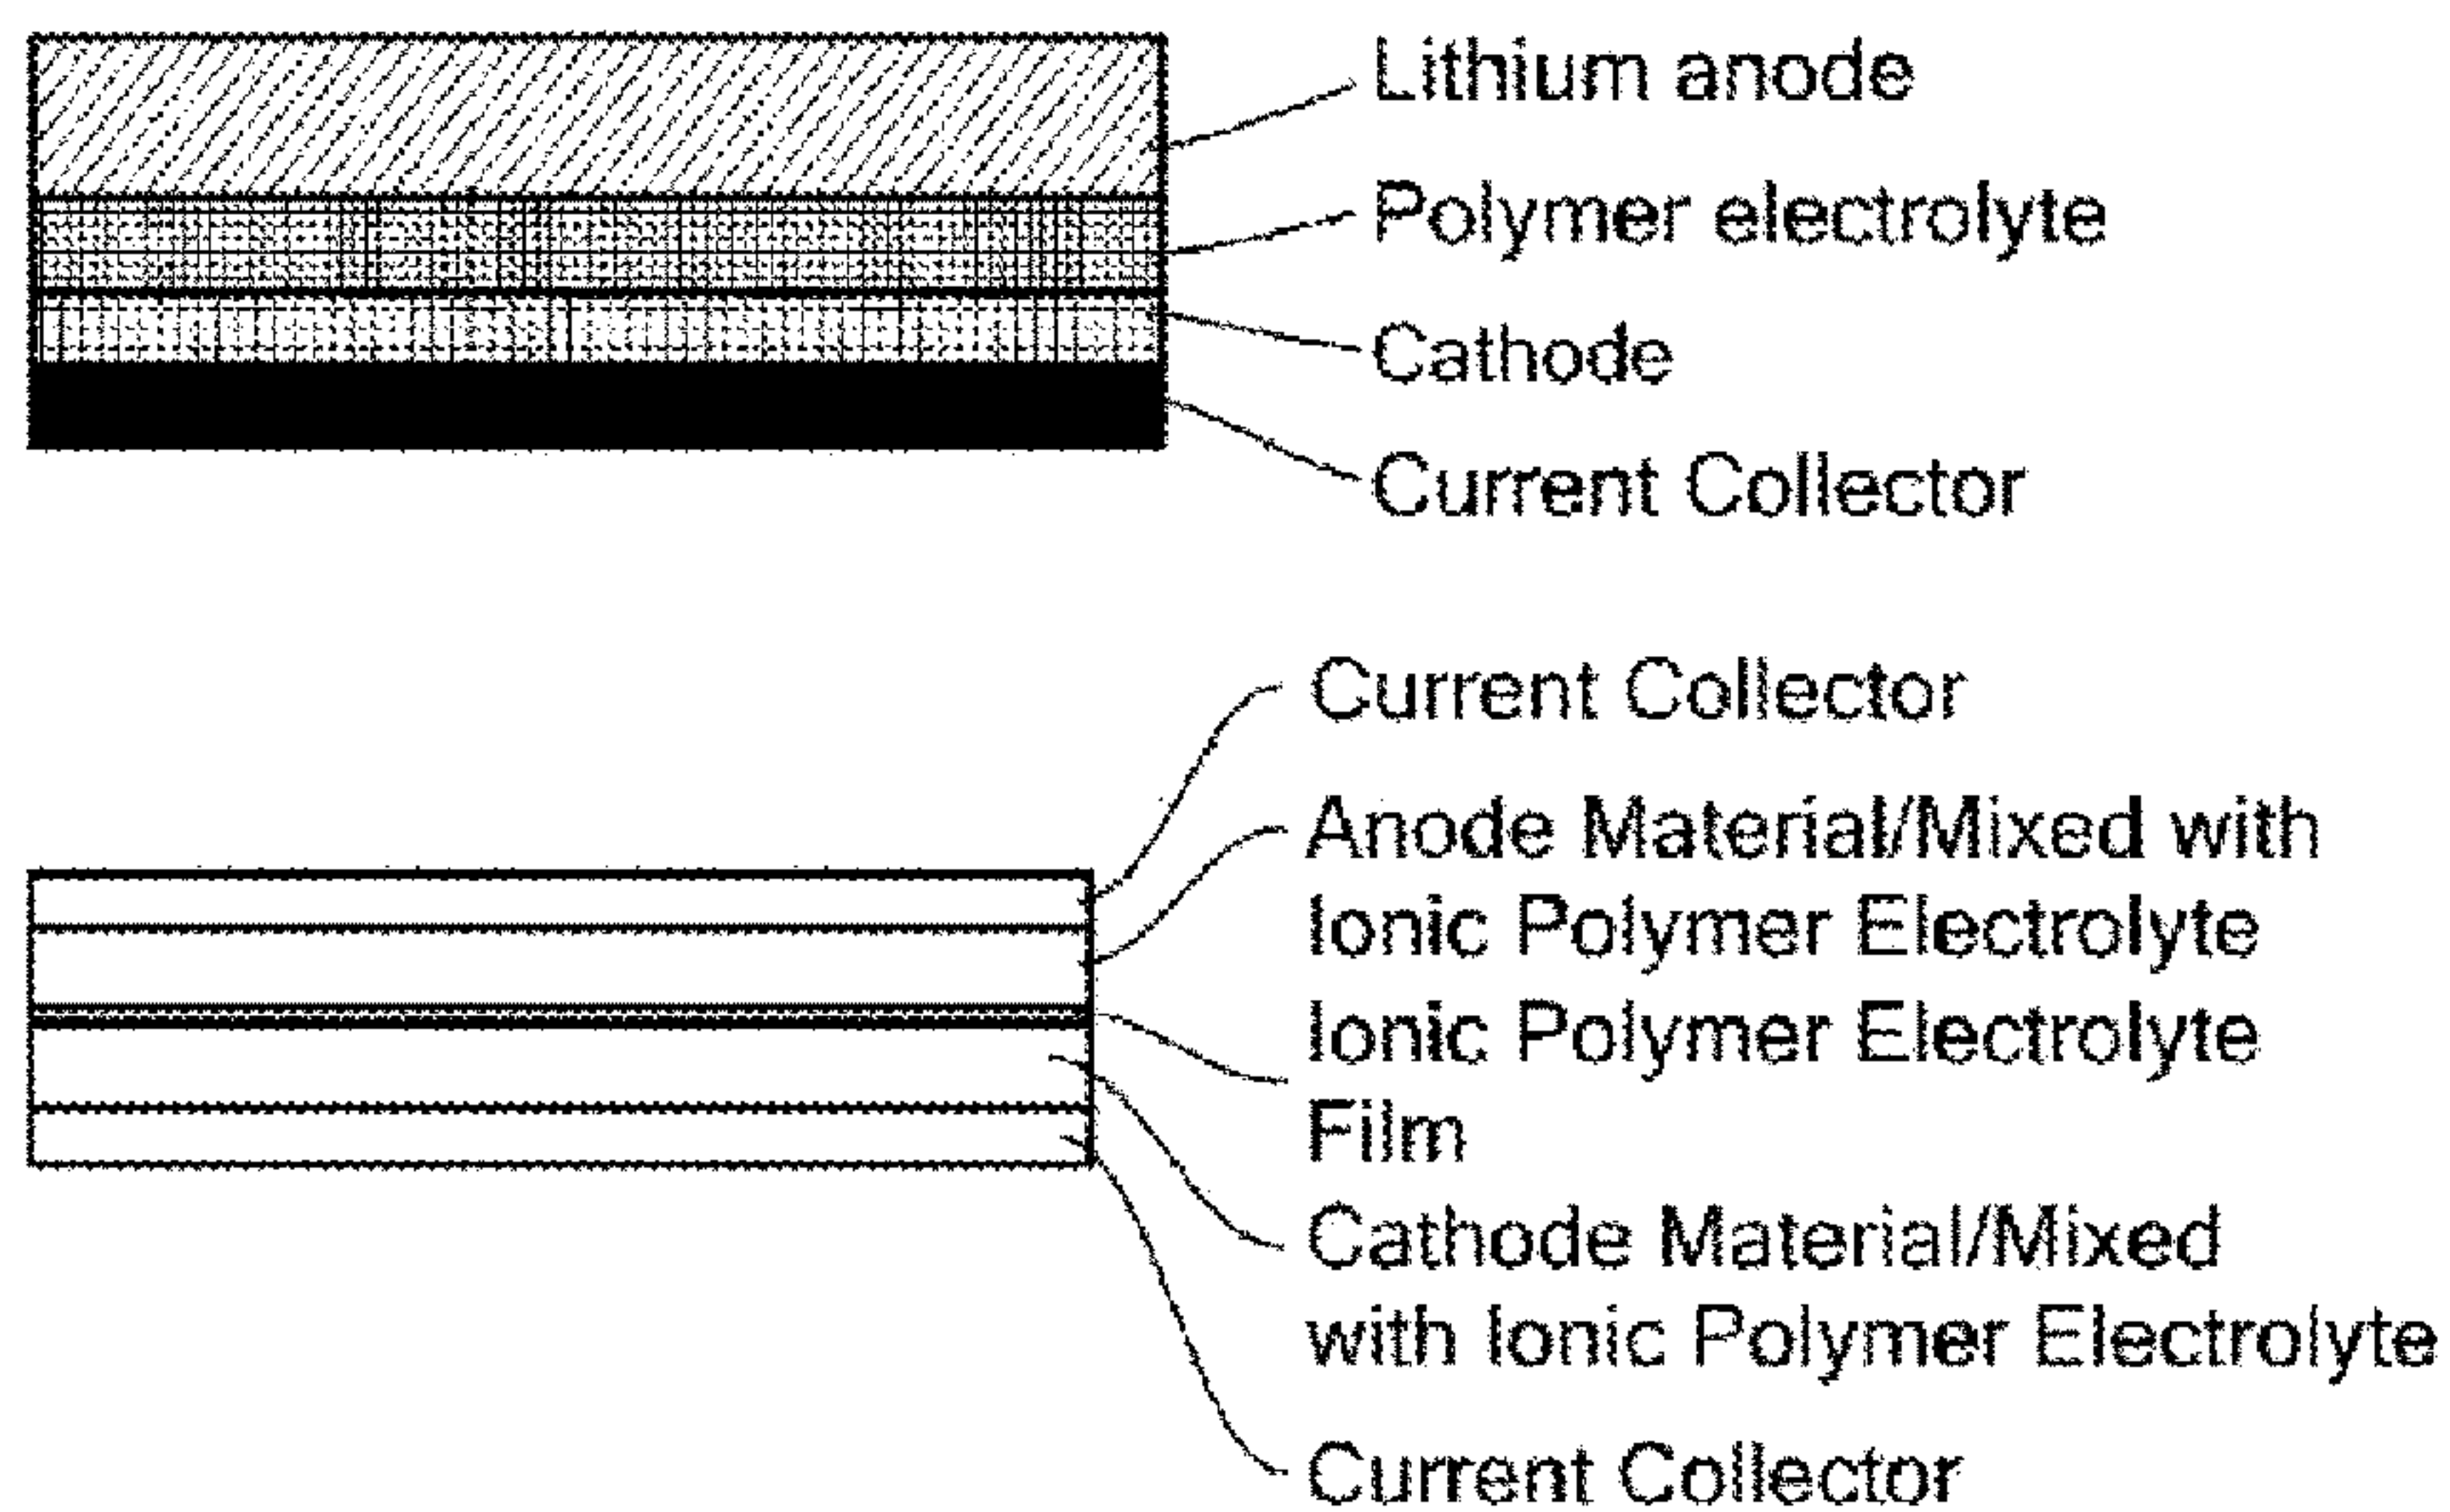 Lithium anode
Polymer electrolyte
Cathode
Current Collector
Current Collector
Anode Material/Mixed with
Ionic Polymer Electrolyte
Ionic Polymer Electrolyte
Film
Cathode Material/Mixed
with Ionic Polymer Electrolyte
Current Collector